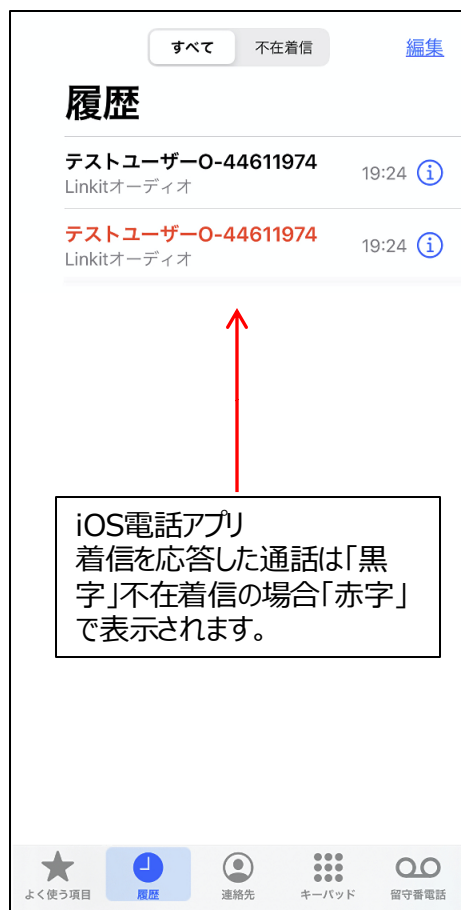 すべて 不在着信 編集
履歴
テストユーザーO-44611974
Linkitオーディオ
19:24
テストユーザーO-44611974
Linkitオーディオ
19:24
iOS電話アプリ
着信を応答した通話は「黒
字」不在着信の場合「赤字」
で表示されます。
よく使う項目 履歴 連絡先 キーパッド 留守番電話